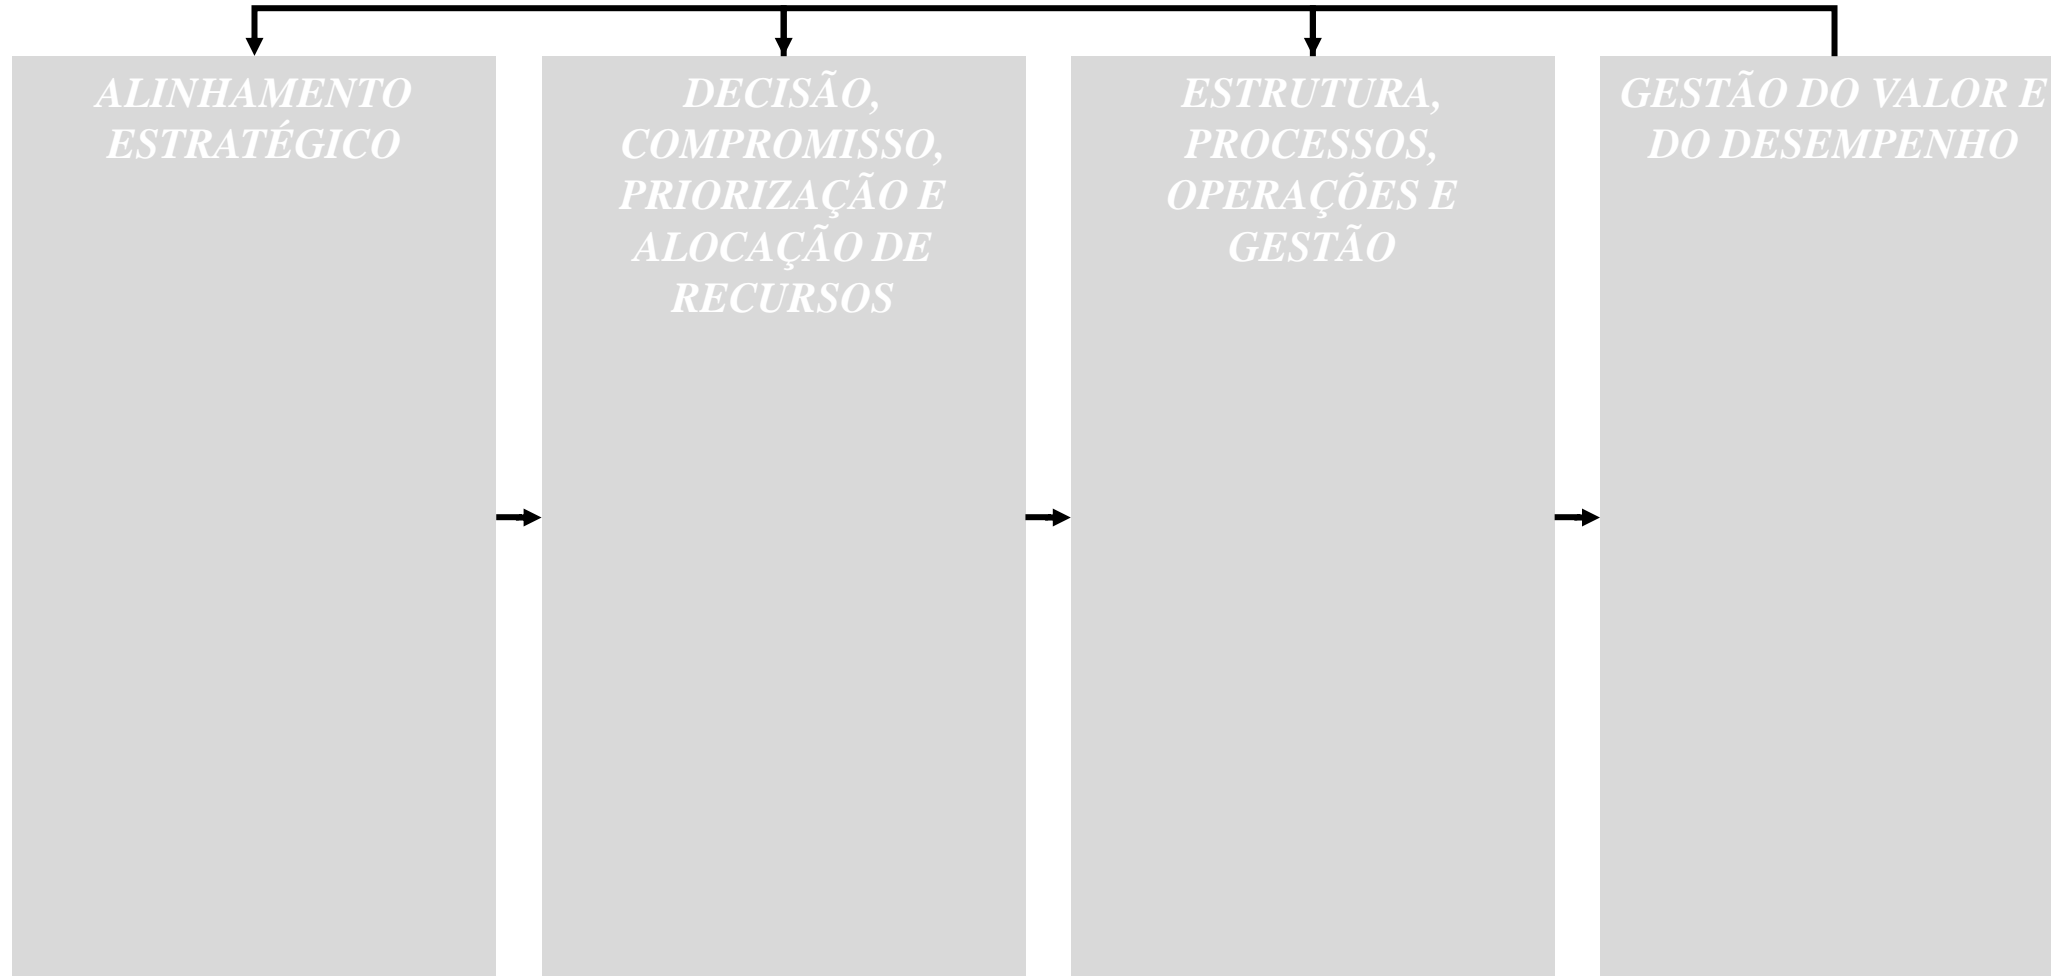 ALINHAMENTO
ESTRATÉGICO
DECISÃO,
COMPROMISSO,
PRIORIZAÇÃO E
ALOCAÇÃO DE
RECURSOS
ESTRUTURA,
PROCESSOS,
OPERAÇÕES E
GESTÃO
GESTÃO DO VALOR E
DO DESEMPENHO